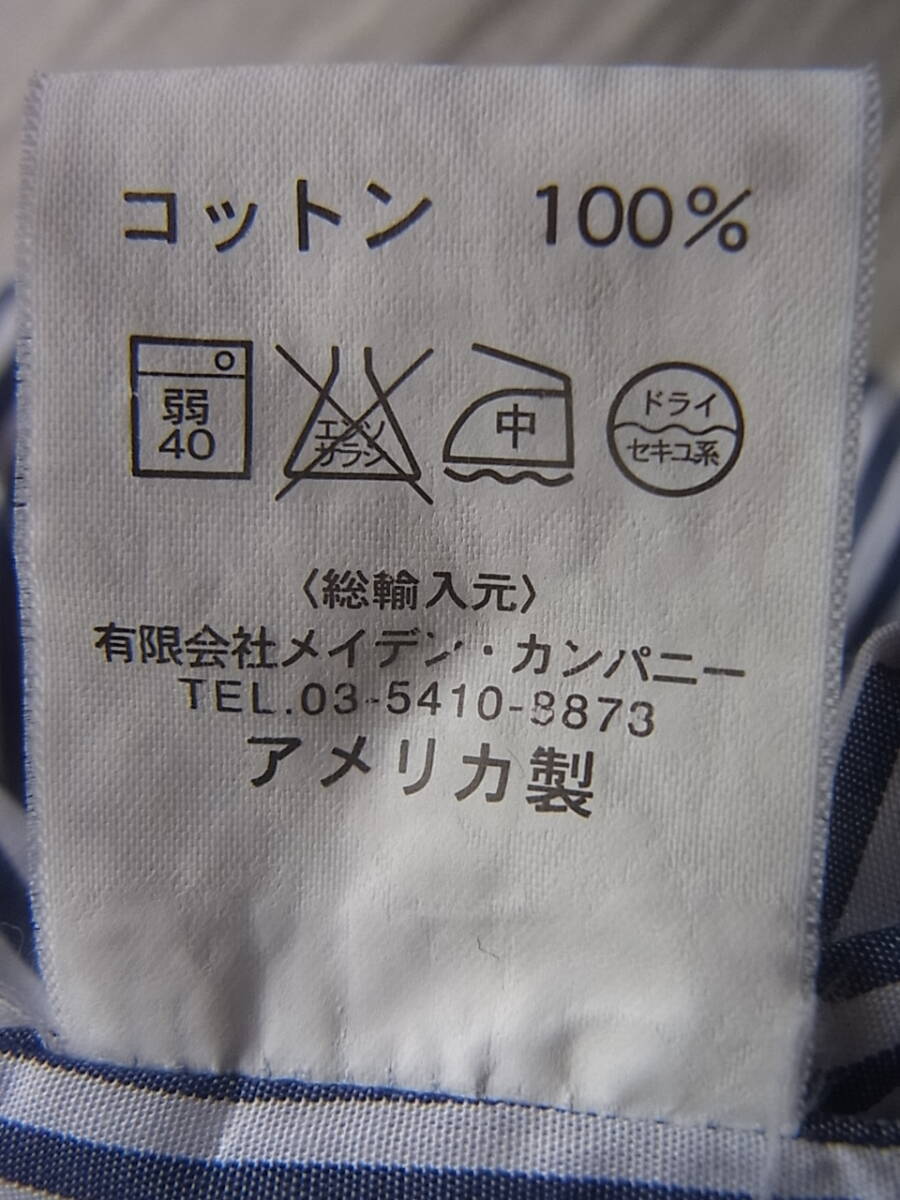 コットン 100%
弱
40
エンソ
サラシ
中
ドライ
セキユ系
〈総輸入元〉
有限会社メイデン・カンパニー
TEL.03-5410-8873
アメリカ製